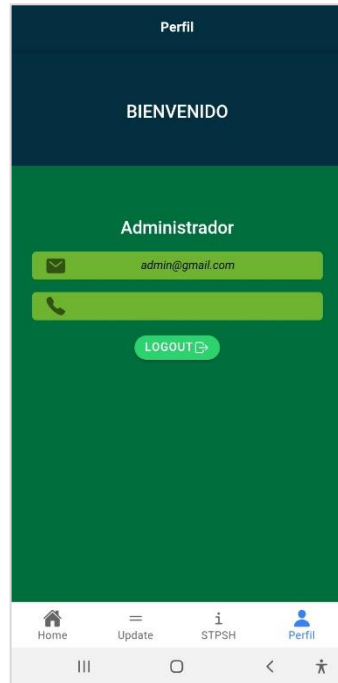 Perfil
BIENVENIDO
Administrador
admin@gmail.com
LOGOUT
Home Update STPSH Perfil